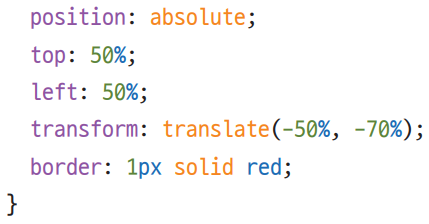 position: absolute;
top: 50%;
left: 50%;
transform: translate(-50%, -70%);
border: 1px solid red;
}